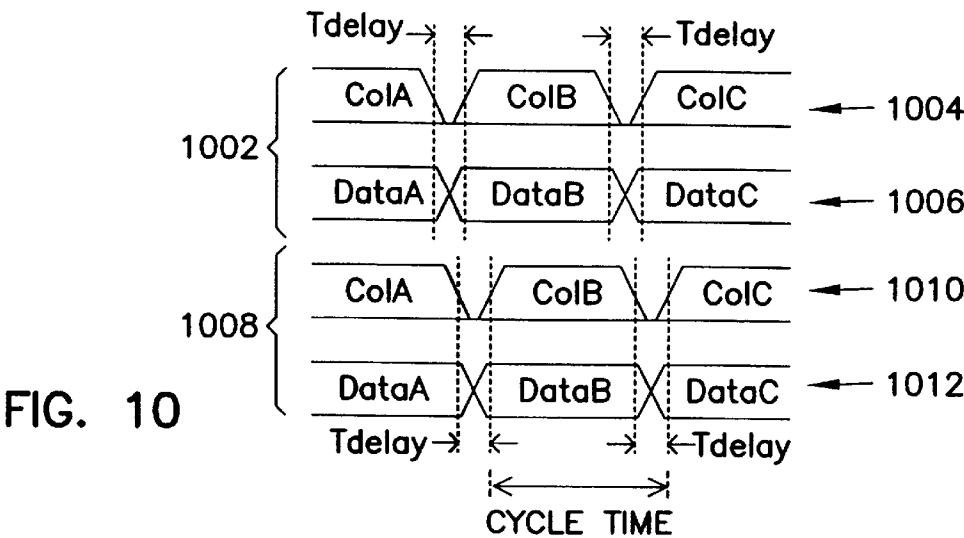 Tdelay Tdelay
ColA ColB ColC 1004
1002
DataA DataB DataC 1006
ColA ColB ColC 1010
1008
DataA DataB DataC 1012
FIG. 10
Tdelay Tdelay
CYCLE TIME